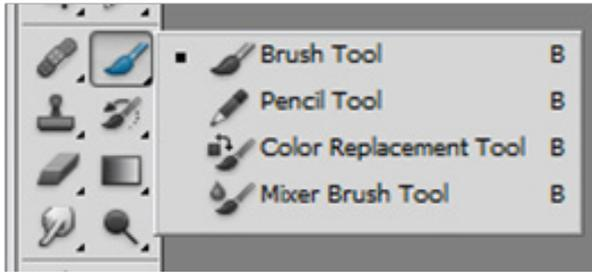 Brush Tool B
Pencil Tool B
Color Replacement Tool B
Mixer Brush Tool B